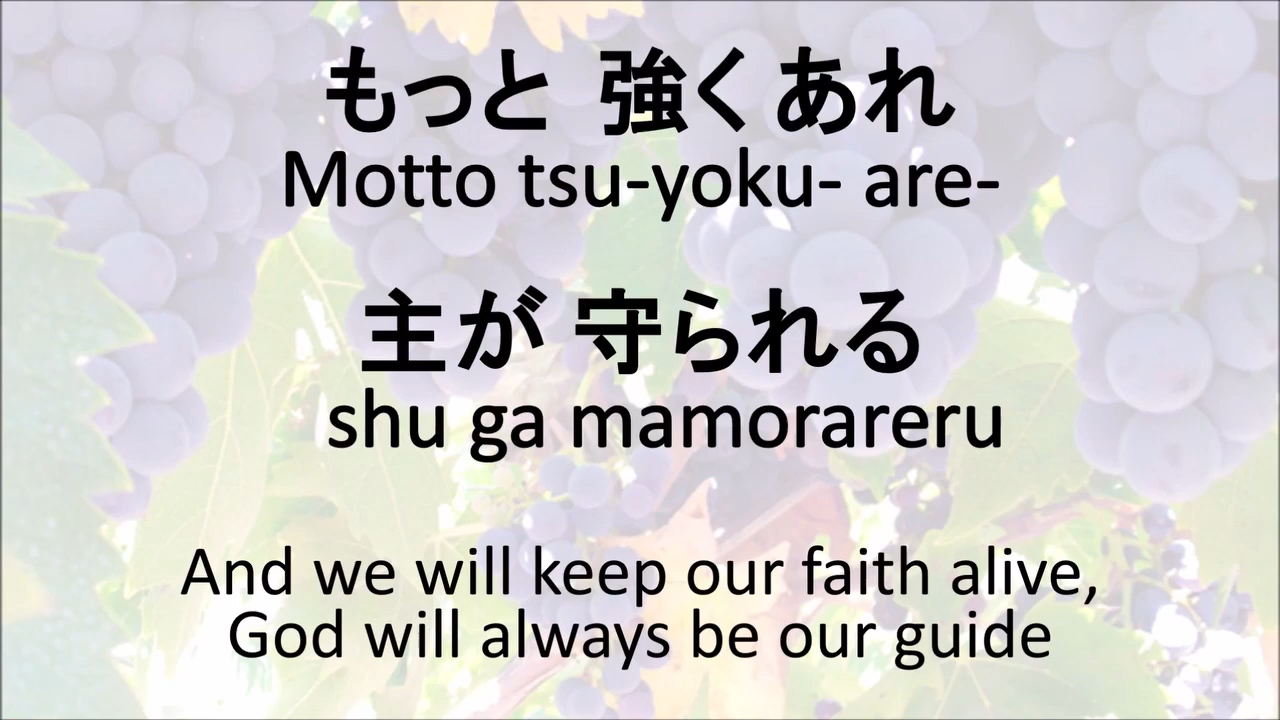 もっと 強くあれ
Motto tsu-yoku- are-
主が 守られる
shu ga mamorareru
And we will keep our faith alive,
God will always be our guide